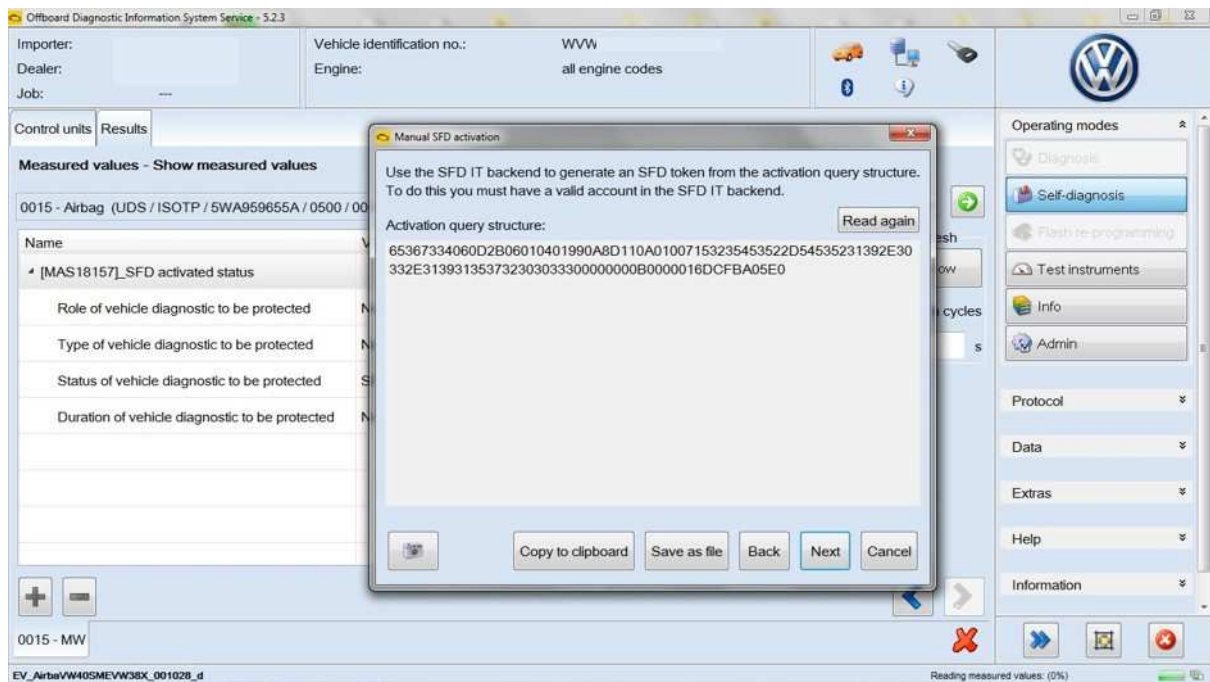 Offboard Diagnostic Information System Service - 5.2.3
Importer:
Dealer:
Job: ---
Vehicle identification no.: WVW
Engine: all engine codes
Control units
Results
Measured values - Show measured values
0015 - Airbag (UDS / ISOTP / 5WA959655A / 0500 / 00
Name
[MAS18157]_SFD activated status
Role of vehicle diagnostic to be protected
Type of vehicle diagnostic to be protected
Status of vehicle diagnostic to be protected
Duration of vehicle diagnostic to be protected
0015 - MW
Manual SFD activation
Use the SFD IT backend to generate an SFD token from the activation query structure.
To do this you must have a valid account in the SFD IT backend.
Activation query structure:
Read again
65367334060D2B06010401990A8D110A01007153235453522D54535231392E30
332E3139313537323030333000000000B0000016DCFBA05E0
Copy to clipboard
Save as file
Back
Next
Cancel
cycles
s
Operating modes
Diagnosis
Self-diagnosis
Flash re-programming
Test instruments
Info
Admin
Protocol
Data
Extras
Help
Information
EV_AirbaVW40SMEVW38X_001028_d
Reading measured values: (0%)